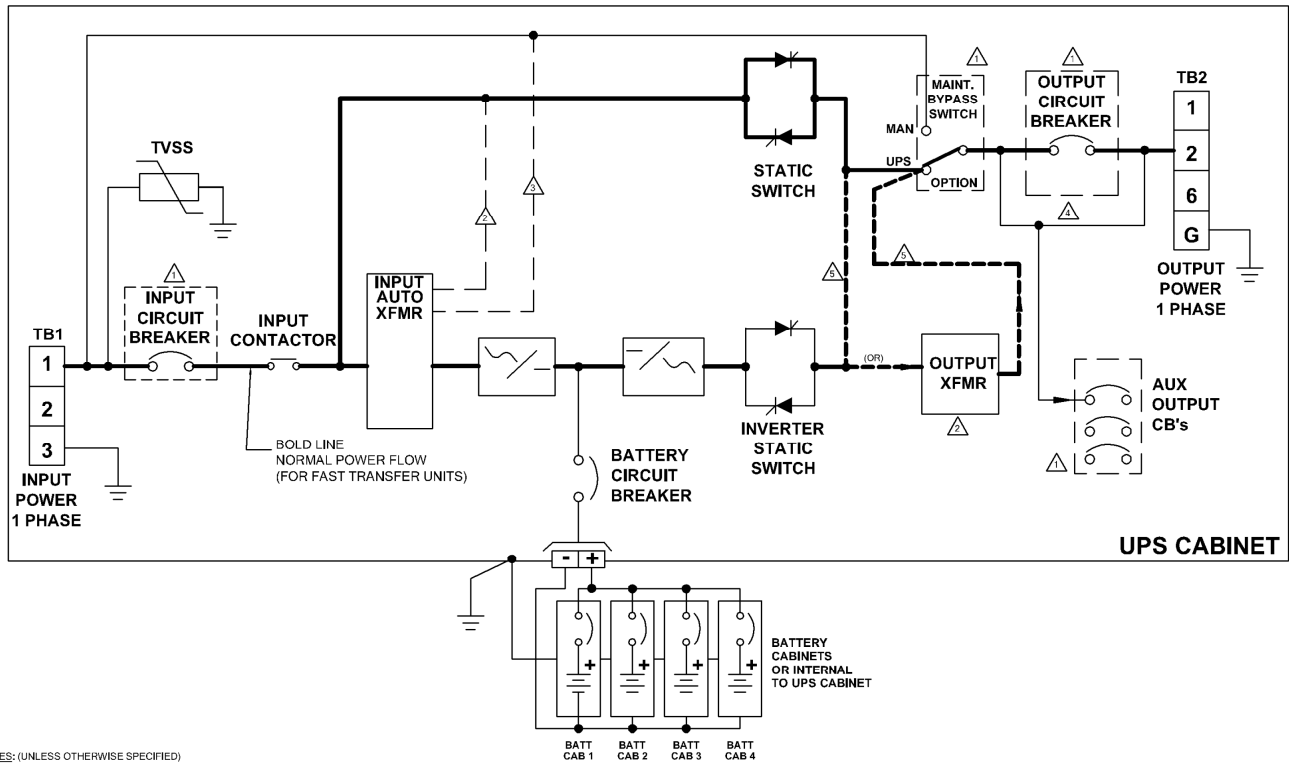 TVSS
TB1
1
2
3
INPUT
POWER
1 PHASE
1
INPUT
CIRCUIT
BREAKER
INPUT
CONTACTOR
BOLD LINE
NORMAL POWER FLOW
(FOR FAST TRANSFER UNITS)
INPUT
AUTO
XFMR
2
3
STATIC
SWITCH
BATTERY
CIRCUIT
BREAKER
INVERTER
STATIC
SWITCH
5
(OR)
OUTPUT
XFMR
2
5
1
MAINT.
BYPASS
SWITCH
MAN
UPS
OPTION
1
OUTPUT
CIRCUIT
BREAKER
4
TB2
1
2
6
G
OUTPUT
POWER
1 PHASE
AUX
OUTPUT
CB's
1
UPS CABINET
- +
+
+
+
+
BATTERY
CABINETS
OR INTERNAL
TO UPS CABINET
BATT
CAB 1
BATT
CAB 2
BATT
CAB 3
BATT
CAB 4
ES: (UNLESS OTHERWISE SPECIFIED)